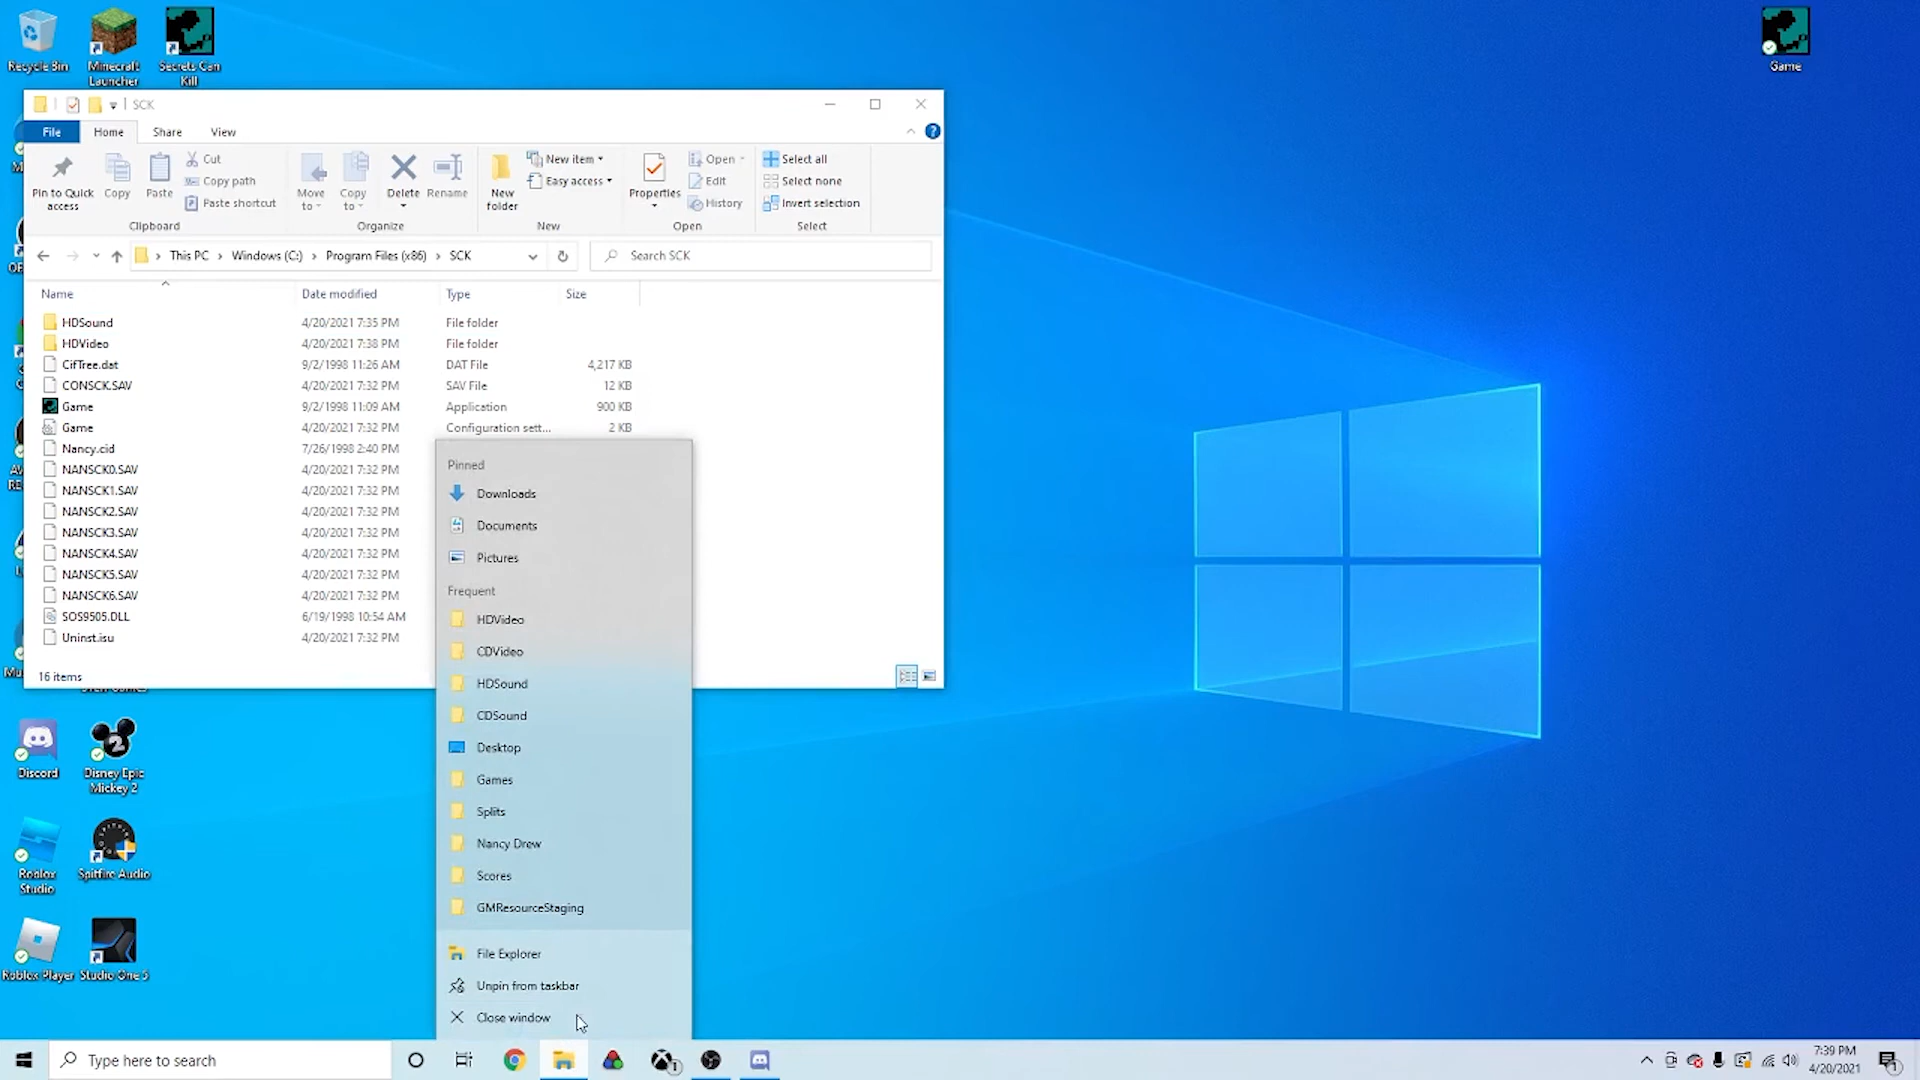 Recycle Bin
Minecraft Launcher
Secrets Can Kill
Game
SCK
File
Home
Share
View
Pin to Quick access
Copy
Paste
Cut
Copy path
Paste shortcut
Clipboard
Move to
Copy to
Delete
Rename
Organize
New folder
New item
Easy access
New
Properties
Open
Edit
History
Open
Select all
Select none
Invert selection
Select
This PC > Windows (C:) > Program Files (x86) > SCK
Search SCK
Name Date modified Type Size
HDSound 4/20/2021 7:35 PM File folder
HDVideo 4/20/2021 7:38 PM File folder
CifTree.dat 9/2/1998 11:26 AM DAT File 4,217 KB
CONSCK.SAV 4/20/2021 7:32 PM SAV File 12 KB
Game 9/2/1998 11:09 AM Application 900 KB
Game 4/20/2021 7:32 PM Configuration sett... 2 KB
Nancy.cid 7/26/1998 2:40 PM
NANSCK0.SAV 4/20/2021 7:32 PM
NANSCK1.SAV 4/20/2021 7:32 PM
NANSCK2.SAV 4/20/2021 7:32 PM
NANSCK3.SAV 4/20/2021 7:32 PM
NANSCK4.SAV 4/20/2021 7:32 PM
NANSCK5.SAV 4/20/2021 7:32 PM
NANSCK6.SAV 4/20/2021 7:32 PM
SOS9505.DLL 6/19/1998 10:54 AM
Uninst.isu 4/20/2021 7:32 PM
16 items
Pinned
Downloads
Documents
Pictures
Frequent
HDVideo
CDVideo
HDSound
CDSound
Desktop
Games
Splits
Nancy Drew
Scores
GMResourceStaging
File Explorer
Unpin from taskbar
Close window
Discord
Disney Epic Mickey 2
Roblox Studio
Spitfire Audio
Roblox Player
Studio One 5
Type here to search
7:39 PM
4/20/2021